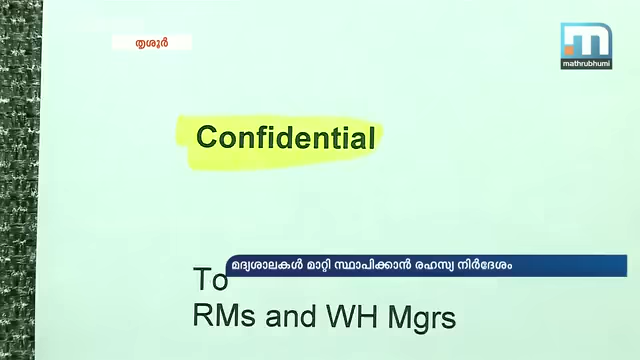 തൃശൂർ
mathrubhumi
Confidential
മദ്യശാലകൾ മാറ്റി സ്ഥാപിക്കാൻ രഹസ്യ നിർദേശം
To
RMs and WH Mgrs